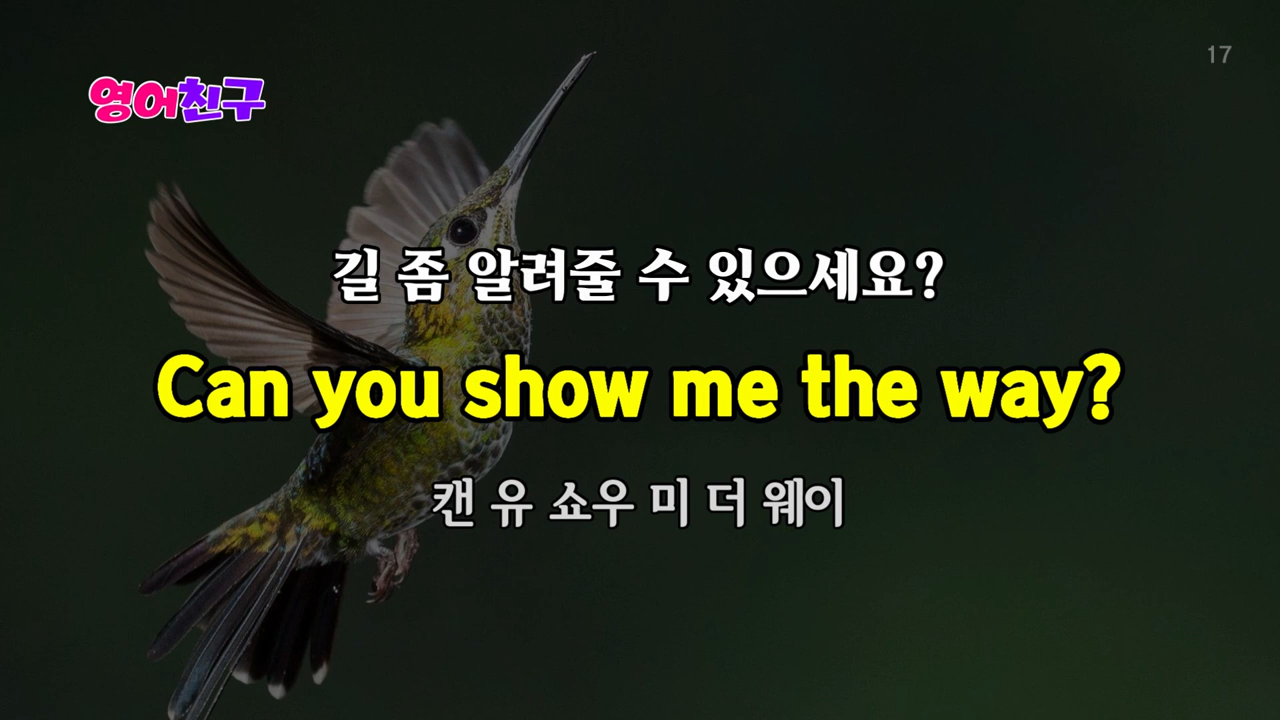 17
영어친구
길 좀 알려줄 수 있으세요?
Can you show me the way?
캔 유 쇼우 미 더 웨이